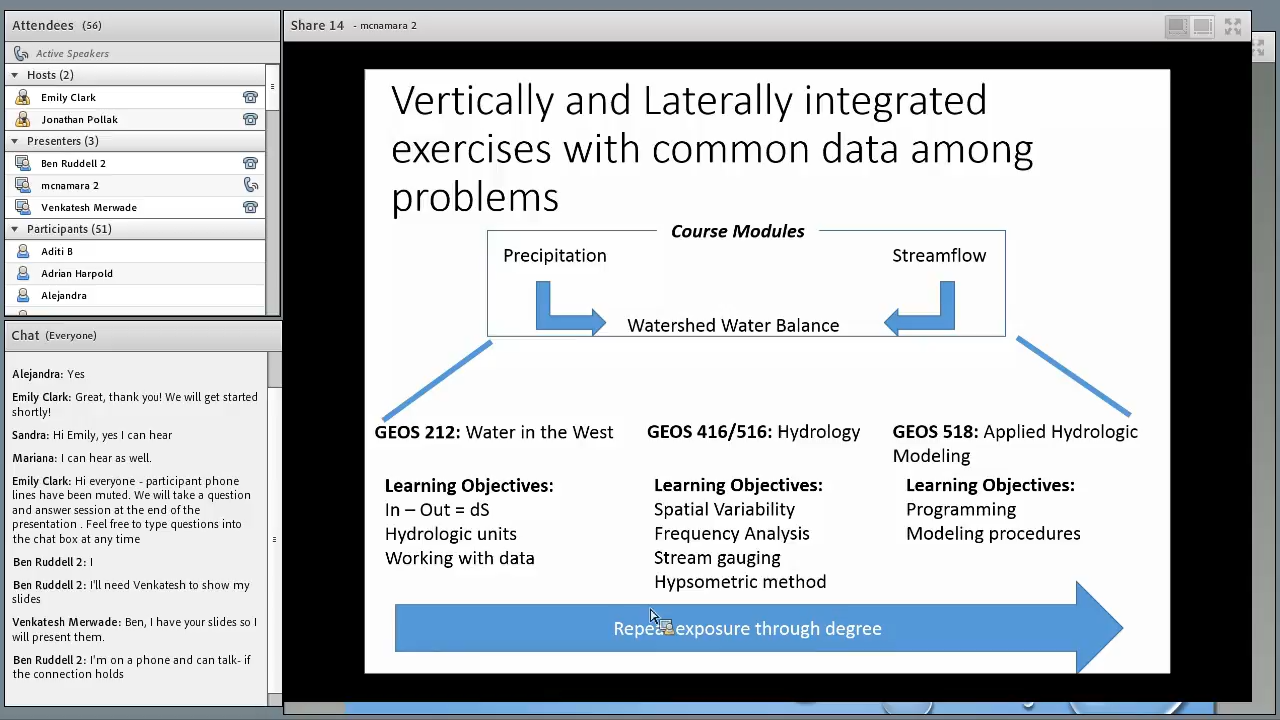 Attendees (56)
Active Speakers
Hosts (2)
Emily Clark
Jonathan Pollak
Presenters (3)
Ben Ruddell 2
mcnamara 2
Venkatesh Merwade
Participants (51)
Aditi B
Adrian Harpold
Alejandra
Chat (Everyone)
Alejandra: Yes
Emily Clark: Great, thank you! We will get started
shortly!
Sandra: Hi Emily, yes I can hear
Mariana: I can hear as well.
Emily Clark: Hi everyone - participant phone
lines have been muted. We will take a question
and answer session at the end of the
presentation . Feel free to type questions into
the chat box at any time
Ben Ruddell 2: I
Ben Ruddell 2: I'll need Venkatesh to show my
slides
Venkatesh Merwade: Ben, I have your slides so I
will present them.
Ben Ruddell 2: I'm on a phone and can talk- if
the connection holds
Share 14 - mcnamara 2
Vertically and Laterally integrated
exercises with common data among
problems
Course Modules
Precipitation
Streamflow
Watershed Water Balance
GEOS 212: Water in the West
Learning Objectives:
In – Out = dS
Hydrologic units
Working with data
GEOS 416/516: Hydrology
Learning Objectives:
Spatial Variability
Frequency Analysis
Stream gauging
Hypsometric method
GEOS 518: Applied Hydrologic
Modeling
Learning Objectives:
Programming
Modeling procedures
exposure through degree